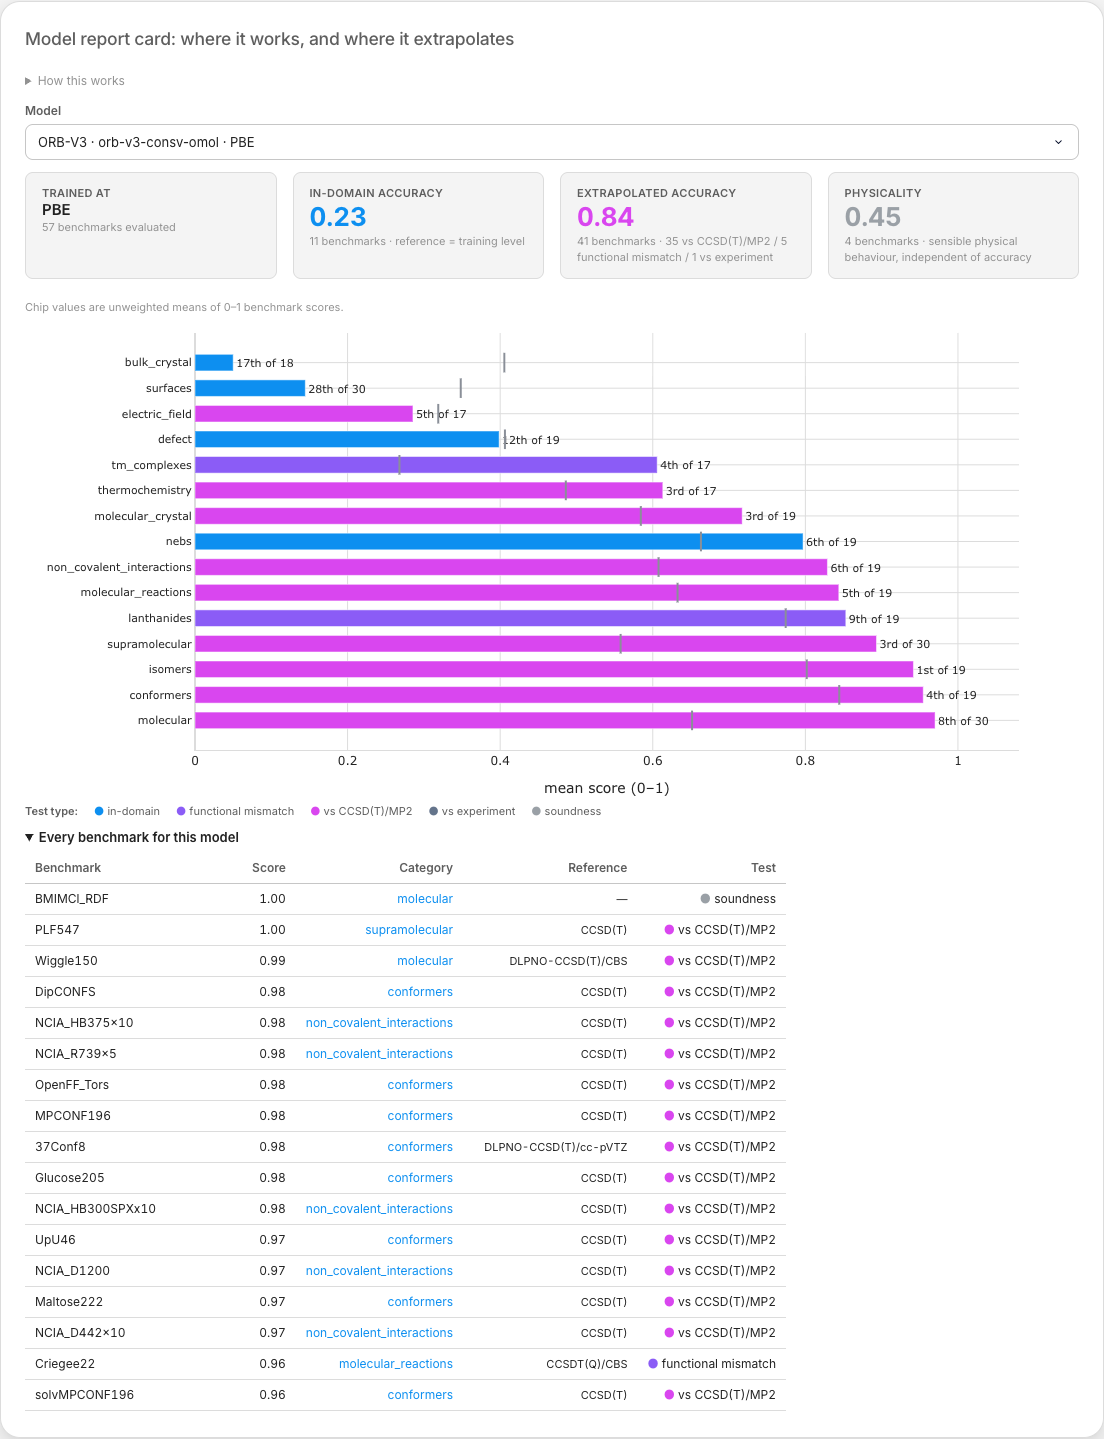 Model report card: where it works, and where it extrapolates
How this works
Model
ORB-V3 · orb-v3-consv-omol · PBE
TRAINED AT
PBE
57 benchmarks evaluated
IN-DOMAIN ACCURACY
0.23
11 benchmarks · reference = training level
EXTRAPOLATED ACCURACY
0.84
41 benchmarks · 35 vs CCSD(T)/MP2 / 5
functional mismatch / 1 vs experiment
PHYSICALITY
0.45
4 benchmarks · sensible physical
behaviour, independent of accuracy
Chip values are unweighted means of 0–1 benchmark scores.
bulk_crystal 17th of 18
surfaces 28th of 30
electric_field 5th of 17
defect 12th of 19
tm_complexes 4th of 17
thermochemistry 3rd of 17
molecular_crystal 3rd of 19
nebs 6th of 19
non_covalent_interactions 6th of 19
molecular_reactions 5th of 19
lanthanides 9th of 19
supramolecular 3rd of 30
isomers 1st of 19
conformers 4th of 19
molecular 8th of 30
0 0.2 0.4 0.6 0.8 1
mean score (0–1)
Test type: in-domain functional mismatch vs CCSD(T)/MP2 vs experiment soundness
Every benchmark for this model
Benchmark Score Category Reference Test
BMIMCl_RDF 1.00 molecular — soundness
PLF547 1.00 supramolecular CCSD(T) vs CCSD(T)/MP2
Wiggle150 0.99 molecular DLPNO-CCSD(T)/CBS vs CCSD(T)/MP2
DipCONFS 0.98 conformers CCSD(T) vs CCSD(T)/MP2
NCIA_HB375×10 0.98 non_covalent_interactions CCSD(T) vs CCSD(T)/MP2
NCIA_R739×5 0.98 non_covalent_interactions CCSD(T) vs CCSD(T)/MP2
OpenFF_Tors 0.98 conformers CCSD(T) vs CCSD(T)/MP2
MPCONF196 0.98 conformers CCSD(T) vs CCSD(T)/MP2
37Conf8 0.98 conformers DLPNO-CCSD(T)/cc-pVTZ vs CCSD(T)/MP2
Glucose205 0.98 conformers CCSD(T) vs CCSD(T)/MP2
NCIA_HB300SPXx10 0.98 non_covalent_interactions CCSD(T) vs CCSD(T)/MP2
UpU46 0.97 conformers CCSD(T) vs CCSD(T)/MP2
NCIA_D1200 0.97 non_covalent_interactions CCSD(T) vs CCSD(T)/MP2
Maltose222 0.97 conformers CCSD(T) vs CCSD(T)/MP2
NCIA_D442×10 0.97 non_covalent_interactions CCSD(T) vs CCSD(T)/MP2
Criegee22 0.96 molecular_reactions CCSDT(Q)/CBS functional mismatch
solvMPCONF196 0.96 conformers CCSD(T) vs CCSD(T)/MP2